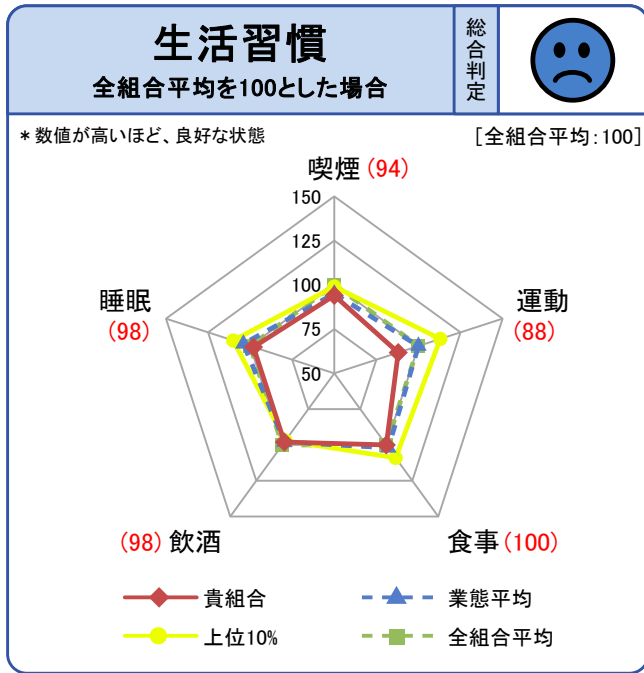 生活習慣
全組合平均を100とした場合
総合判定
*数値が高いほど、良好な状態
[全組合平均:100]
喫煙(94)
150
125
100
75
50
睡眠
(98)
運動
(88)
(98)飲酒
食事(100)
貴組合
業態平均
上位10%
全組合平均